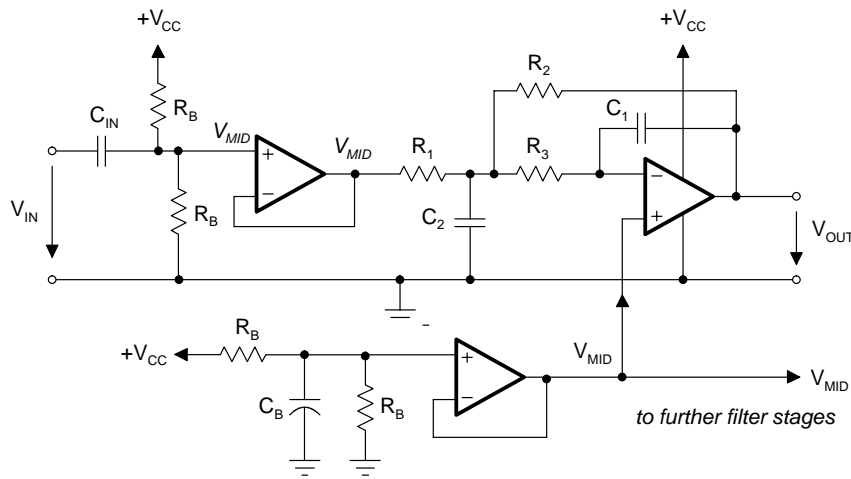 +VCC
+VCC
R2
CIN
RB
C1
VMID
VMID
R1
R3
+
−
−
+
VIN
RB
C2
VOUT
-
RB
+VCC
VMID
VMID
+
−
CB
RB
to further filter stages